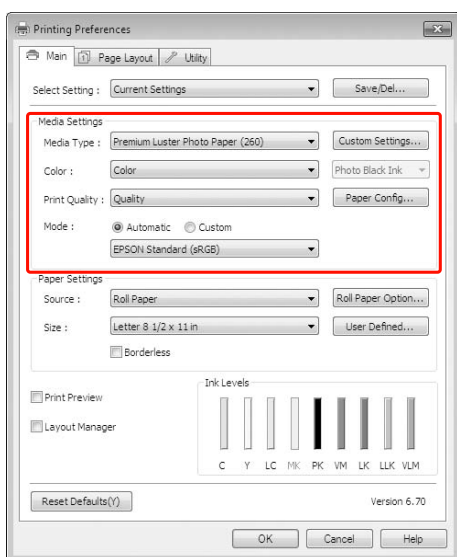 Printing Preferences
Main Page Layout Utility
Select Setting : Current Settings Save/Del...
Media Settings
Media Type : Premium Luster Photo Paper (260) Custom Settings...
Color : Color Photo Black Ink
Print Quality : Quality Paper Config...
Mode : Automatic Custom
EPSON Standard (sRGB)
Paper Settings
Source : Roll Paper Roll Paper Option...
Size : Letter 8 1/2 x 11 in User Defined...
Borderless
Ink Levels
Print Preview
Layout Manager
C Y LC MK PK VM LK LLK VLM
Reset Defaults(Y) Version 6.70
OK Cancel Help